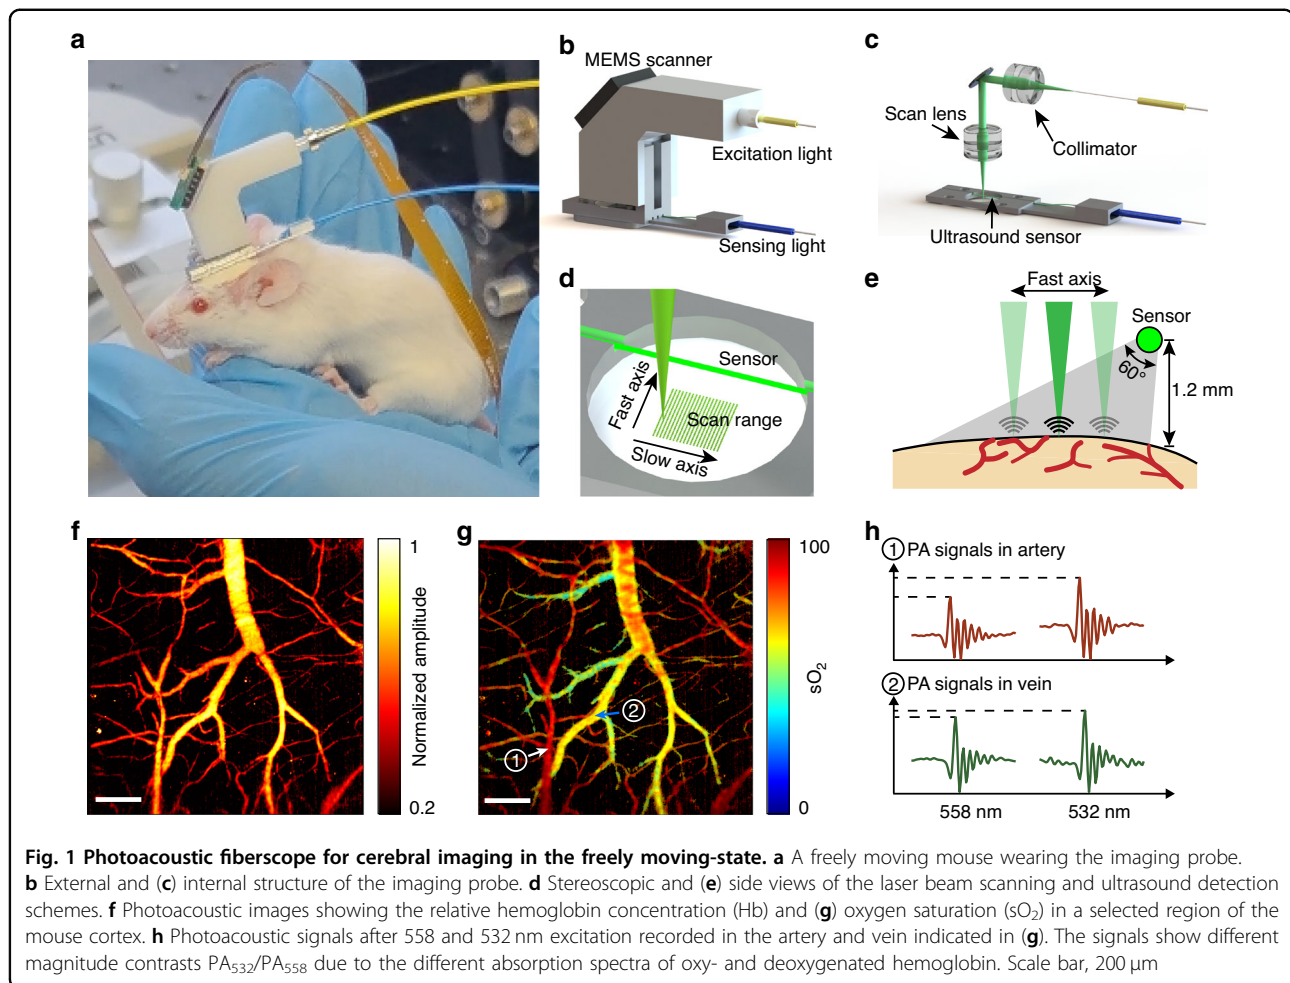 a
b
MEMS scanner
Excitation light
Sensing light
c
Scan lens
Collimator
Ultrasound sensor
d
Sensor
Fast axis
Scan range
Slow axis
e
Fast axis
Sensor
60°
1.2 mm
f
1
Normalized amplitude
0.2
g
①
②
100
sO₂
0
h
① PA signals in artery
② PA signals in vein
558 nm
532 nm
Fig. 1 Photoacoustic fiberscope for cerebral imaging in the freely moving-state. a A freely moving mouse wearing the imaging probe.
b External and (c) internal structure of the imaging probe. d Stereoscopic and (e) side views of the laser beam scanning and ultrasound detection
schemes. f Photoacoustic images showing the relative hemoglobin concentration (Hb) and (g) oxygen saturation (sO₂) in a selected region of the
mouse cortex. h Photoacoustic signals after 558 and 532 nm excitation recorded in the artery and vein indicated in (g). The signals show different
magnitude contrasts PA₅₃₂/PA₅₅₈ due to the different absorption spectra of oxy- and deoxygenated hemoglobin. Scale bar, 200 µm